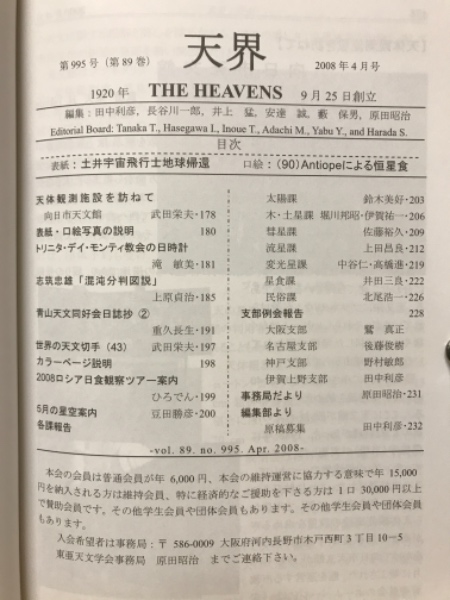 天界
第995号（第89巻）
2008年4月号
1920年 THE HEAVENS 9月25日創立
編集：田中利彦，長谷川一郎，井上 猛，安達 誠，藪 保男，原田昭治
Editorial Board: Tanaka T., Hasegawa I., Inoue T., Adachi M., Yabu Y., and Harada S.
目次
表紙：土井宇宙飛行士地球帰還 口絵：(90)Antiopeによる恒星食
天体観測施設を訪ねて
向日市天文館 武田栄夫・178
表紙・口絵写真の説明 180
トリニタ・デイ・モンティ教会の日時計
滝 敏美・181
志筑忠雄「混沌分判図説」
上原貞治・185
青山天文同好会日誌抄 ②
重久長生・191
世界の天文切手（43） 武田栄夫・197
カラーページ説明 198
2008ロシア日食観察ツアー案内
ひろでん・199
5月の星空案内 豆田勝彦・200
各課報告
太陽課 鈴木美好・203
木・土星課 堀川邦昭・伊賀祐一・206
彗星課 佐藤裕久・209
流星課 上田昌良・212
変光星課 中谷仁・高橋進・219
星食課 井田三良・222
民俗課 北尾浩一・226
支部例会報告 228
大阪支部 鷲 真正
名古屋支部 後藤俊樹
神戸支部 野村敏郎
伊賀上野支部 田中利彦
事務局だより 原田昭治・231
編集部より
原稿募集 田中利彦・232
-vol. 89. no. 995. Apr. 2008-
本会の会員は普通会員が年 6,000円、本会の維持運営に協力する意味で年 15,000
円を納入される方は維持会員、特に経済的なご援助を下さる方は1口 30,000円以上
で賛助会員です。その他学生会員や団体会員もあります。その他学生会員や団体会員
もあります。
入会希望者は事務局：〒 586-0009 大阪府河内長野市木戸西町3丁目10－5
東亜天文学会事務局 原田昭治 までご連絡下さい。